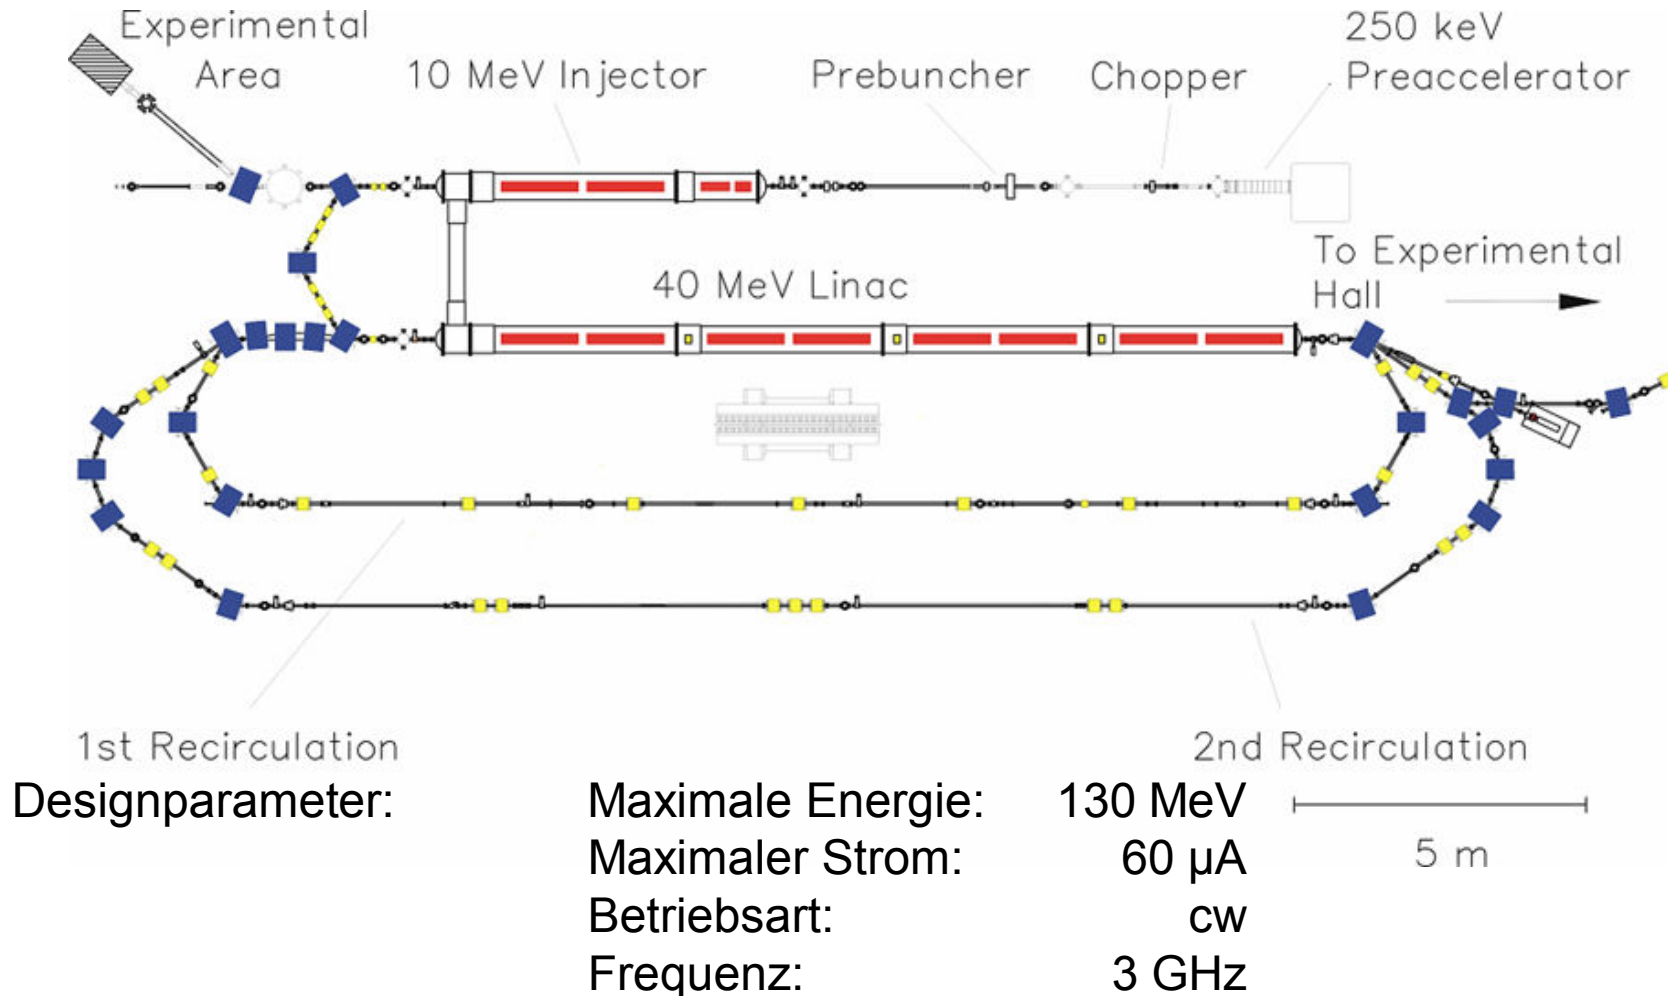 Experimental
Area
10 MeV Injector
Prebuncher
Chopper
250 keV
Preaccelerator
To Experimental
Hall
40 MeV Linac
1st Recirculation
2nd Recirculation
Designparameter:
Maximale Energie: 130 MeV
Maximaler Strom: 60 µA
Betriebsart: cw
Frequenz: 3 GHz
5 m